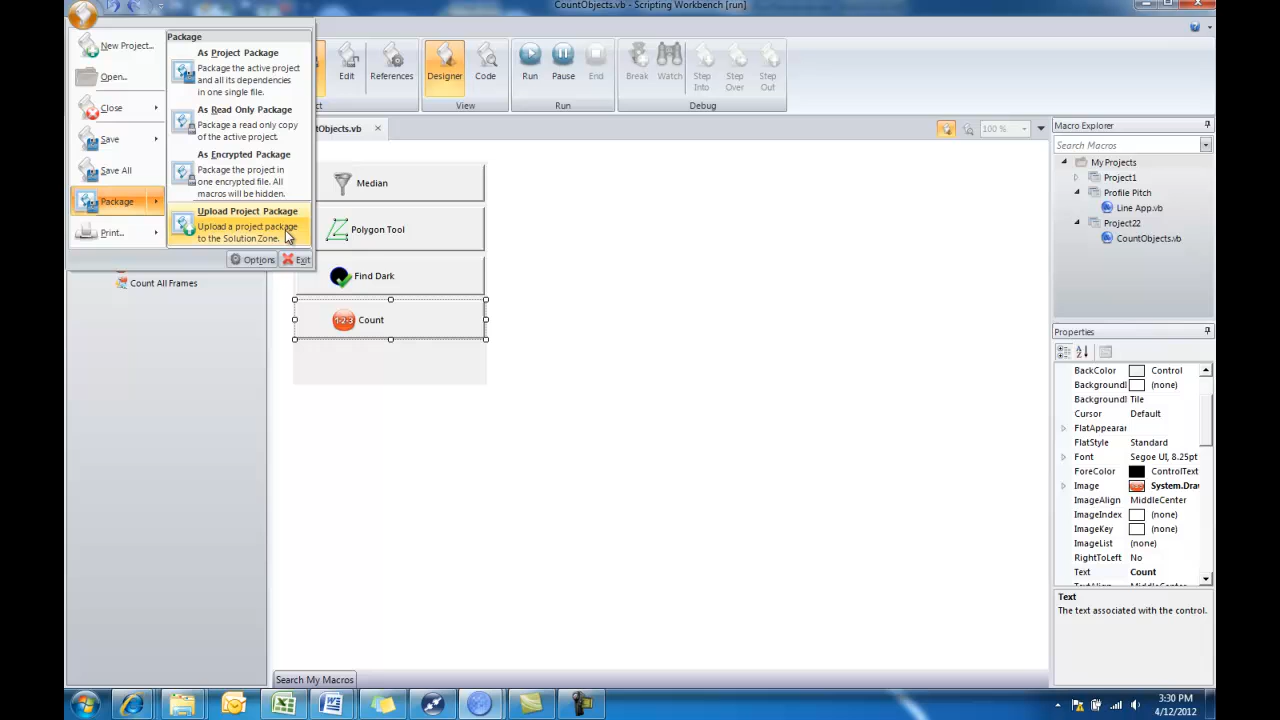 CountObjects.vb - Scripting Workbench [run]
New Project...
Open...
Close
Save
Save All
Package
Print...
Package
As Project Package
Package the active project
and all its dependencies
in one single file.
As Read Only Package
Package a read only copy
of the active project.
As Encrypted Package
Package the project in
one encrypted file. All
macros will be hidden.
Upload Project Package
Upload a project package
to the Solution Zone.
Options
Exit
Edit
References
Designer
Code
View
Run
Pause
End
Run
Break
Watch
Step
Into
Step
Over
Step
Out
Debug
100 %
Count All Frames
Median
Polygon Tool
Find Dark
Count
Macro Explorer
Search Macros
My Projects
Project1
Profile Pitch
Line App.vb
Project22
CountObjects.vb
Properties
BackColor Control
(none)
Tile
Cursor Default
FlatStyle Standard
Font Segoe UI, 8.25pt
ForeColor ControlText
Image
ImageAlign MiddleCenter
ImageIndex (none)
ImageKey (none)
ImageList (none)
RightToLeft No
Text Count
MiddleCenter
Text
The text associated with the control.
Search My Macros
3:30 PM
4/12/2012